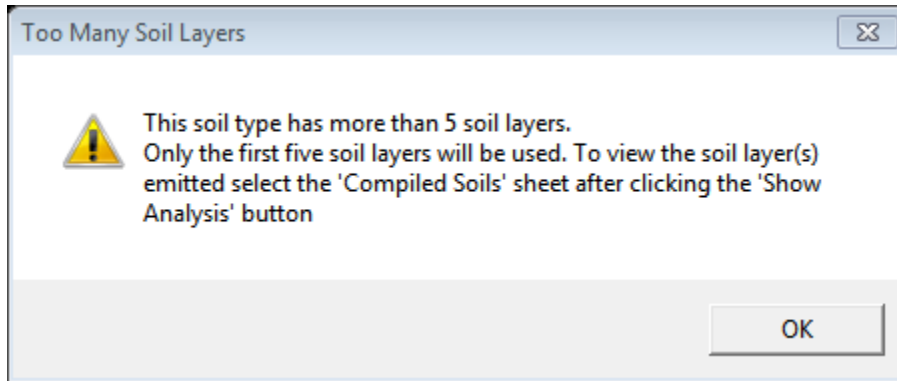 Too Many Soil Layers
This soil type has more than 5 soil layers.
Only the first five soil layers will be used. To view the soil layer(s)
emitted select the 'Compiled Soils' sheet after clicking the 'Show
Analysis' button
OK